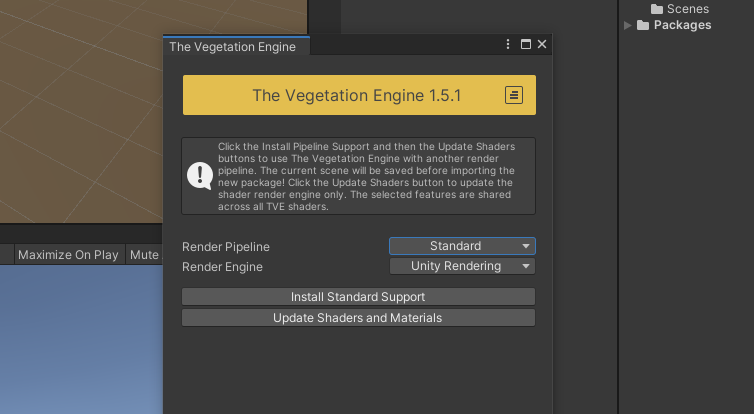 Scenes
Packages
The Vegetation Engine
The Vegetation Engine 1.5.1
Click the Install Pipeline Support and then the Update Shaders
buttons to use The Vegetation Engine with another render
pipeline. The current scene will be saved before importing the
new package! Click the Update Shaders button to update the
shader render engine only. The selected features are shared
across all TVE shaders.
Render Pipeline Standard
Render Engine Unity Rendering
Maximize On Play Mute
Install Standard Support
Update Shaders and Materials